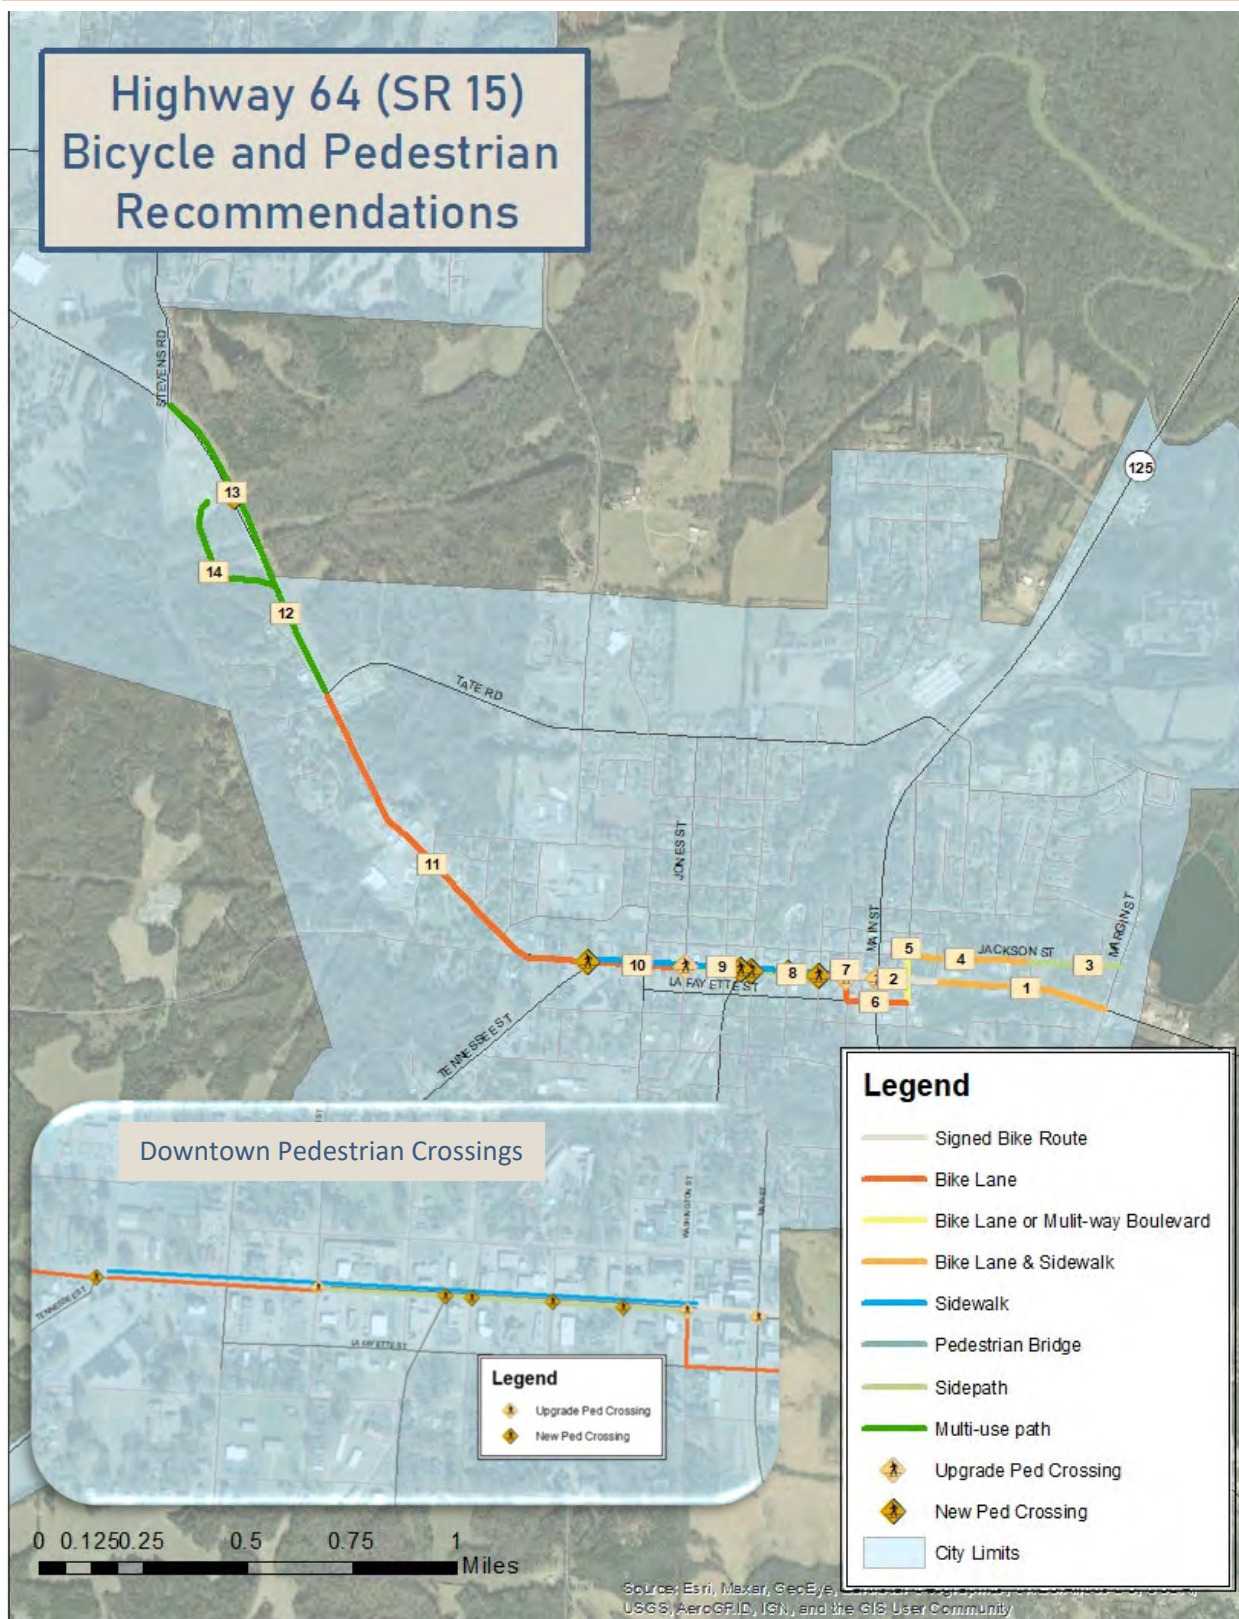 Highway 64 (SR 15)
Bicycle and Pedestrian
Recommendations
STEVENS RD
125
13
14
12
TATE RD
11
JONES ST
MAIN ST
MARGIN ST
JACKSON ST
5
4
3
10
9
8
7
2
1
6
LA FAYETTE ST
TENNESSEE ST
Downtown Pedestrian Crossings
WASHINGTON ST
MAIN ST
TENNESSEE ST
LA FAYETTE ST
Legend
Upgrade Ped Crossing
New Ped Crossing
Legend
Signed Bike Route
Bike Lane
Bike Lane or Mulit-way Boulevard
Bike Lane & Sidewalk
Sidewalk
Pedestrian Bridge
Sidepath
Multi-use path
Upgrade Ped Crossing
New Ped Crossing
City Limits
0 0.1250.25 0.5 0.75 1
Miles
Source: Esri, Maxar, GeoEye,
USGS, AeroGRID, IGN, and the GIS User Community